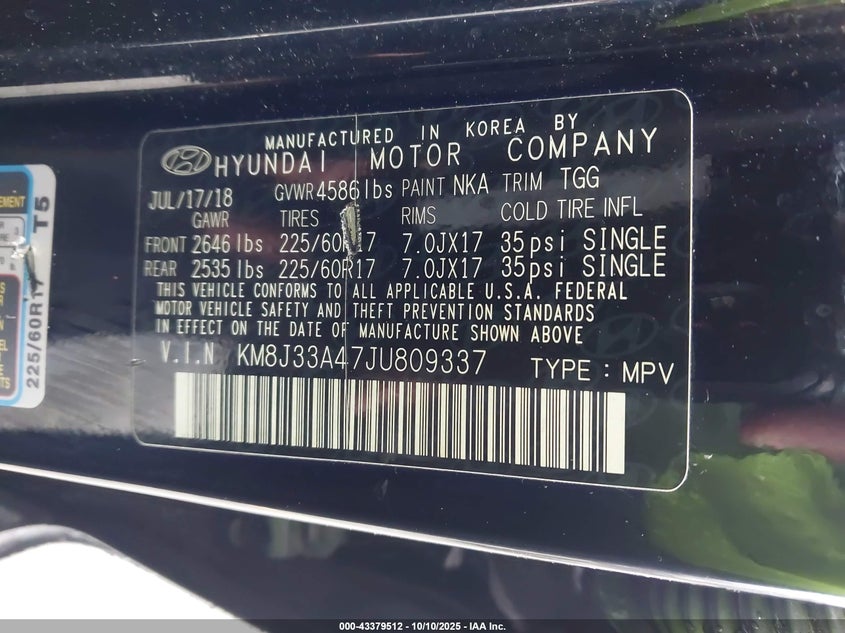 MANUFACTURED IN KOREA BY
HYUNDAI MOTOR COMPANY
JUL/17/18 GVWR 4586 lbs PAINT NKA TRIM TGG
GAWR TIRES RIMS COLD TIRE INFL
FRONT 2646 lbs 225/60R17 7.0JX17 35psi SINGLE
REAR 2535 lbs 225/60R17 7.0JX17 35psi SINGLE
THIS VEHICLE CONFORMS TO ALL APPLICABLE U.S.A. FEDERAL
MOTOR VEHICLE SAFETY AND THEFT PREVENTION STANDARDS
IN EFFECT ON THE DATE OF MANUFACTURE SHOWN ABOVE
V.I.N KM8J33A47JU809337 TYPE : MPV
225/60R17 T5
000-43379512 - 10/10/2025 - IAA Inc.